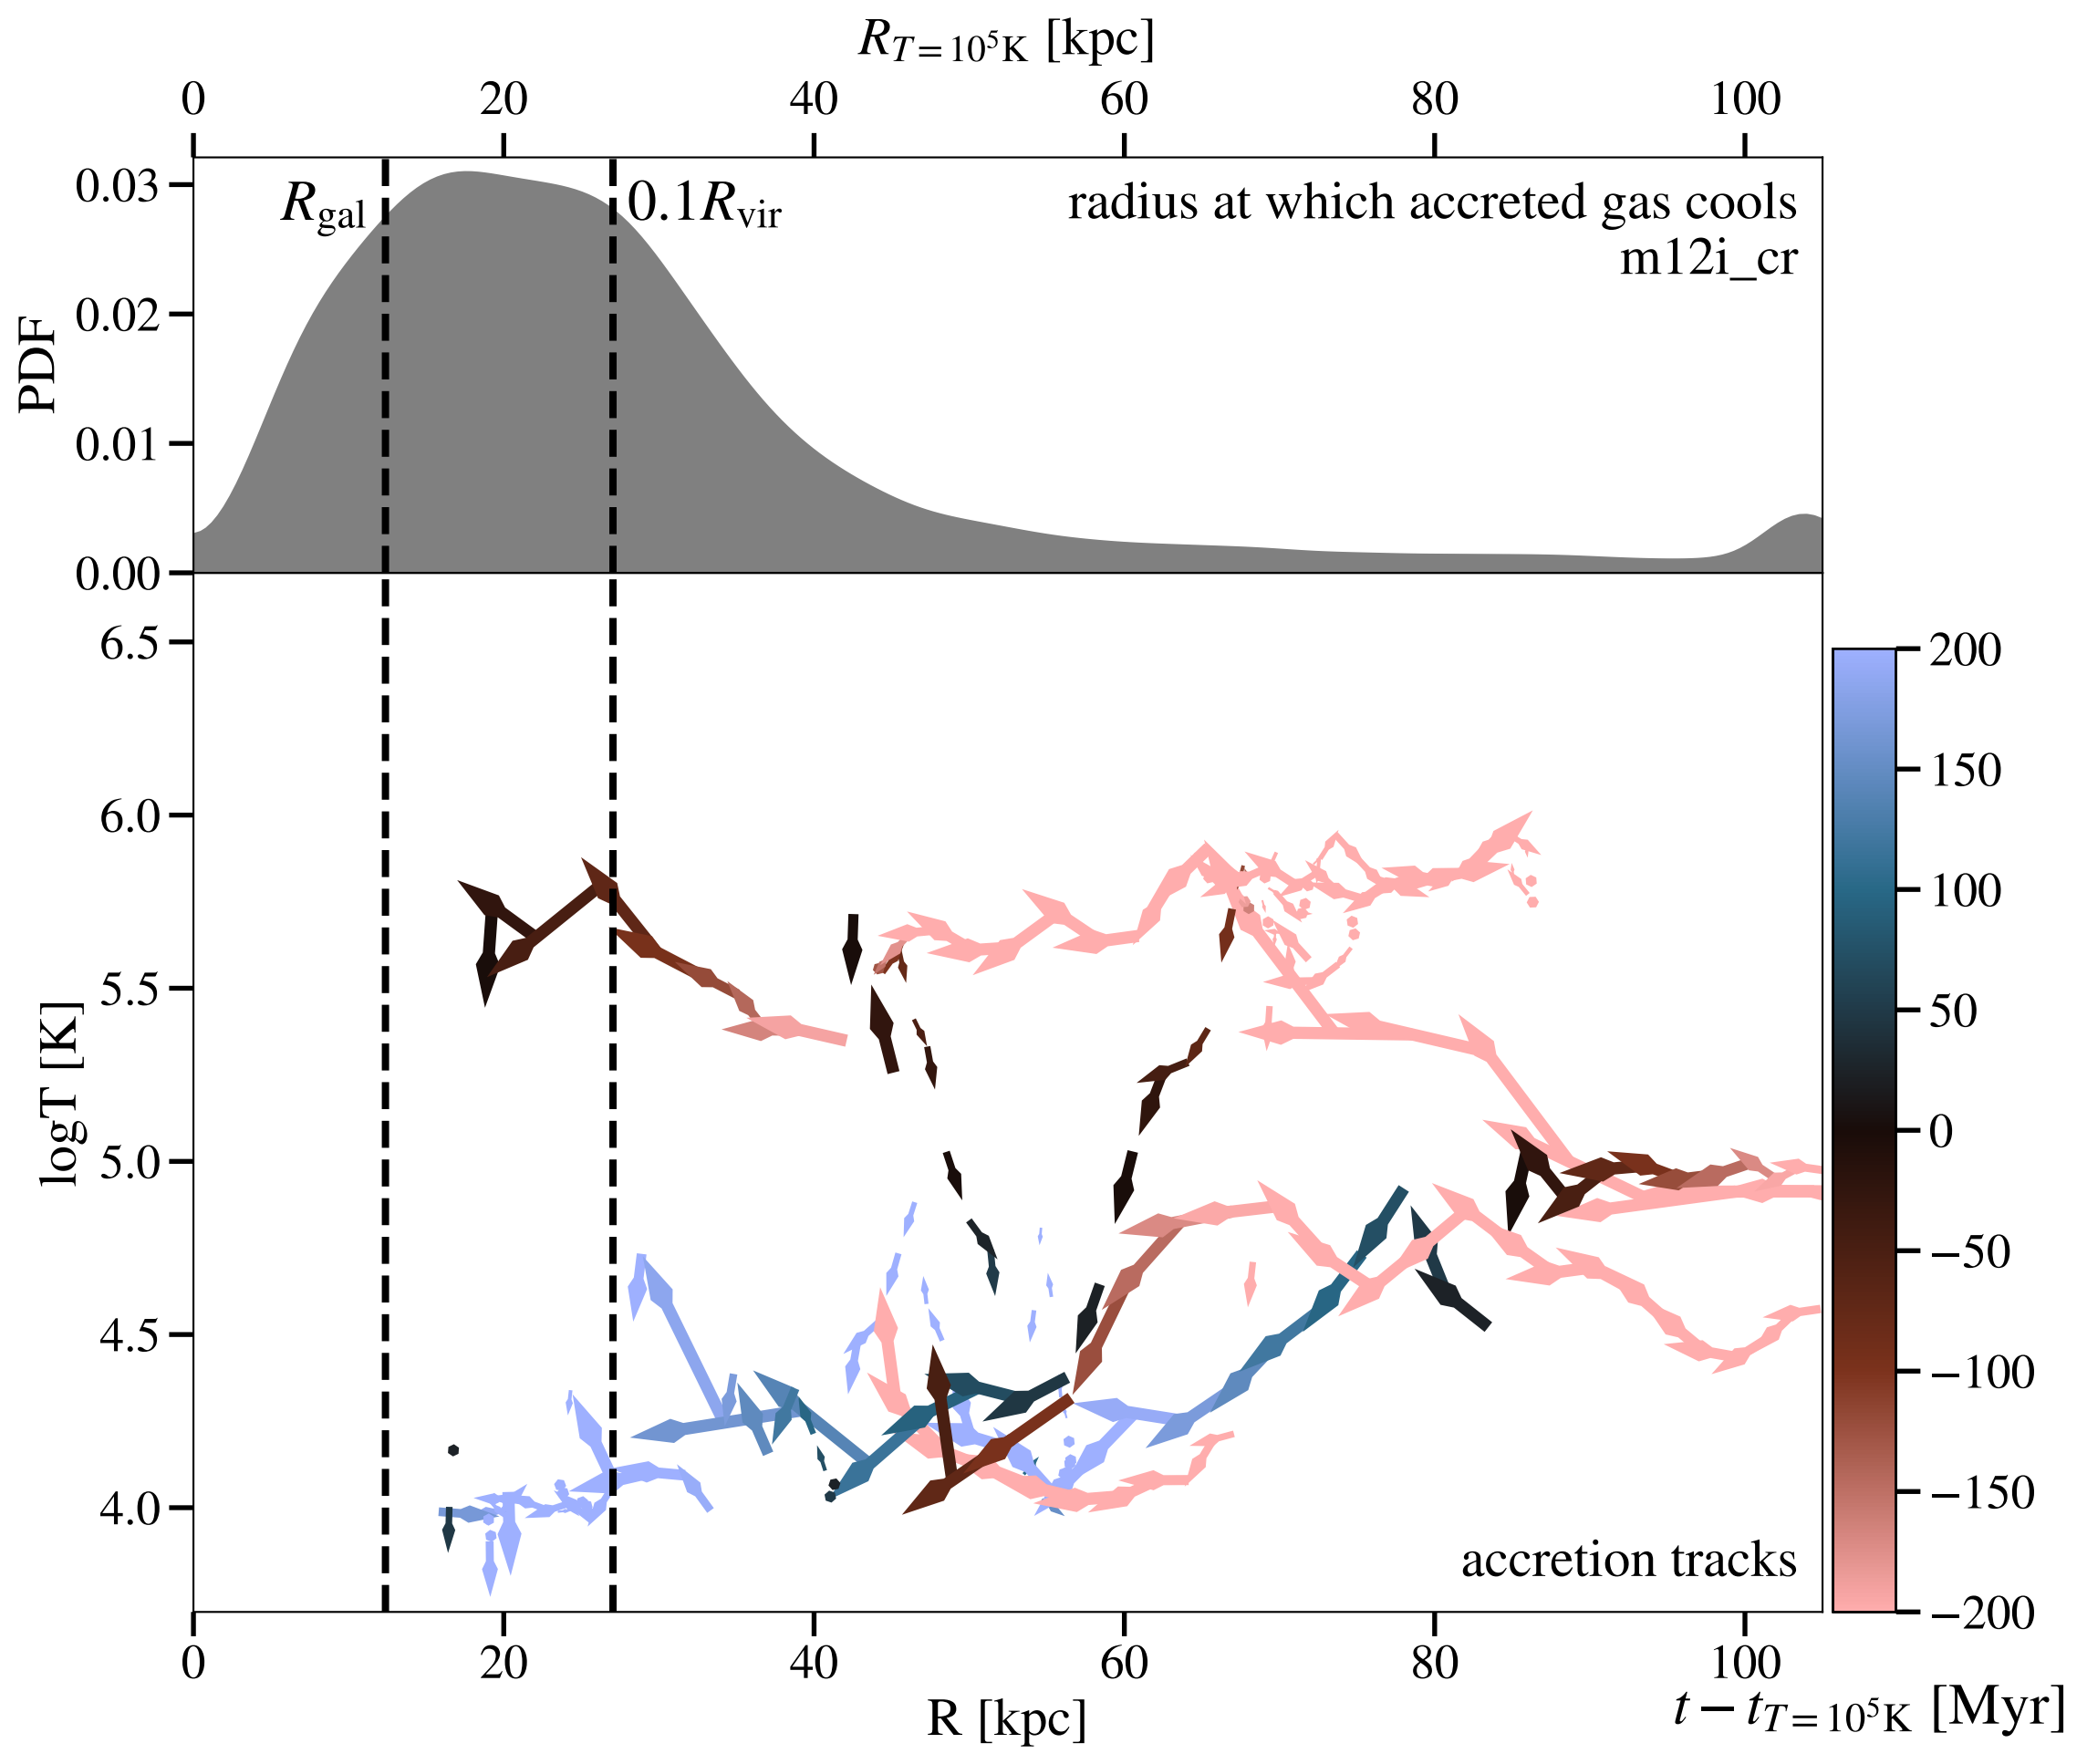 R_{T=10^5K} [kpc]
0 20 40 60 80 100
0.03
R_gal
0.1R_vir
radius at which accreted gas cools
m12i_cr
0.02
PDF
0.01
0.00
6.5
6.0
5.5
logT [K]
5.0
4.5
4.0
accretion tracks
200
150
100
50
0
−50
−100
−150
−200
0 20 40 60 80 100
R [kpc]
t − t_{T=10^5K} [Myr]